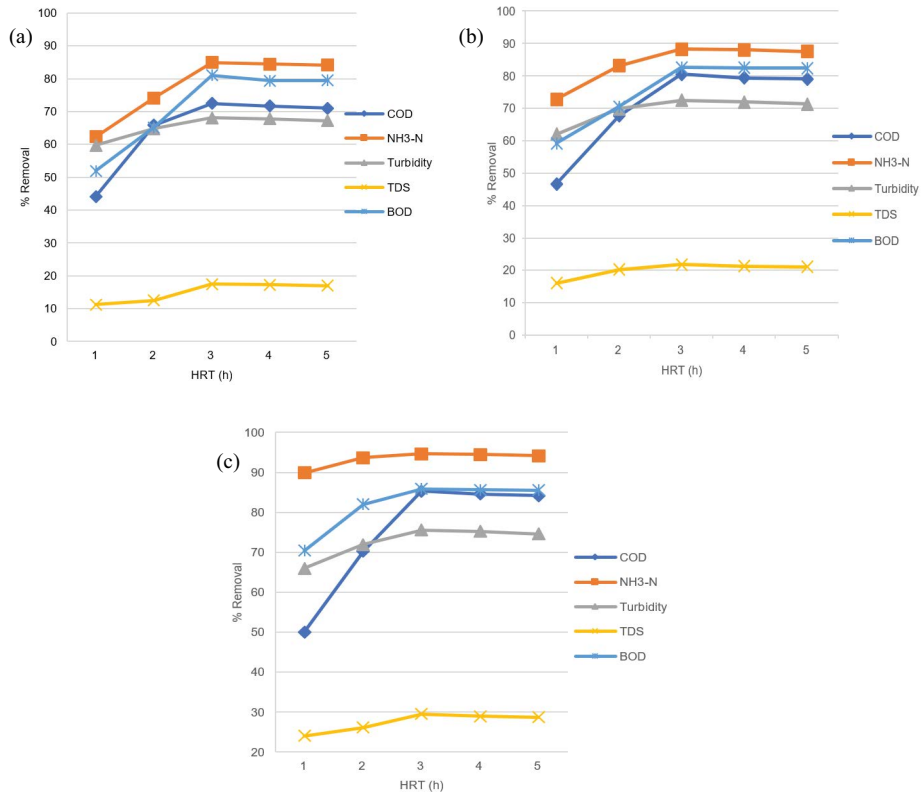 (a)
% Removal
100
90
80
70
60
50
40
30
20
10
0
1 2 3 4 5
HRT (h)
COD
NH3-N
Turbidity
TDS
BOD
(b)
% Removal
100
90
80
70
60
50
40
30
20
10
0
1 2 3 4 5
HRT (h)
COD
NH3-N
Turbidity
TDS
BOD
(c)
% Removal
100
90
80
70
60
50
40
30
20
1 2 3 4 5
HRT (h)
COD
NH3-N
Turbidity
TDS
BOD